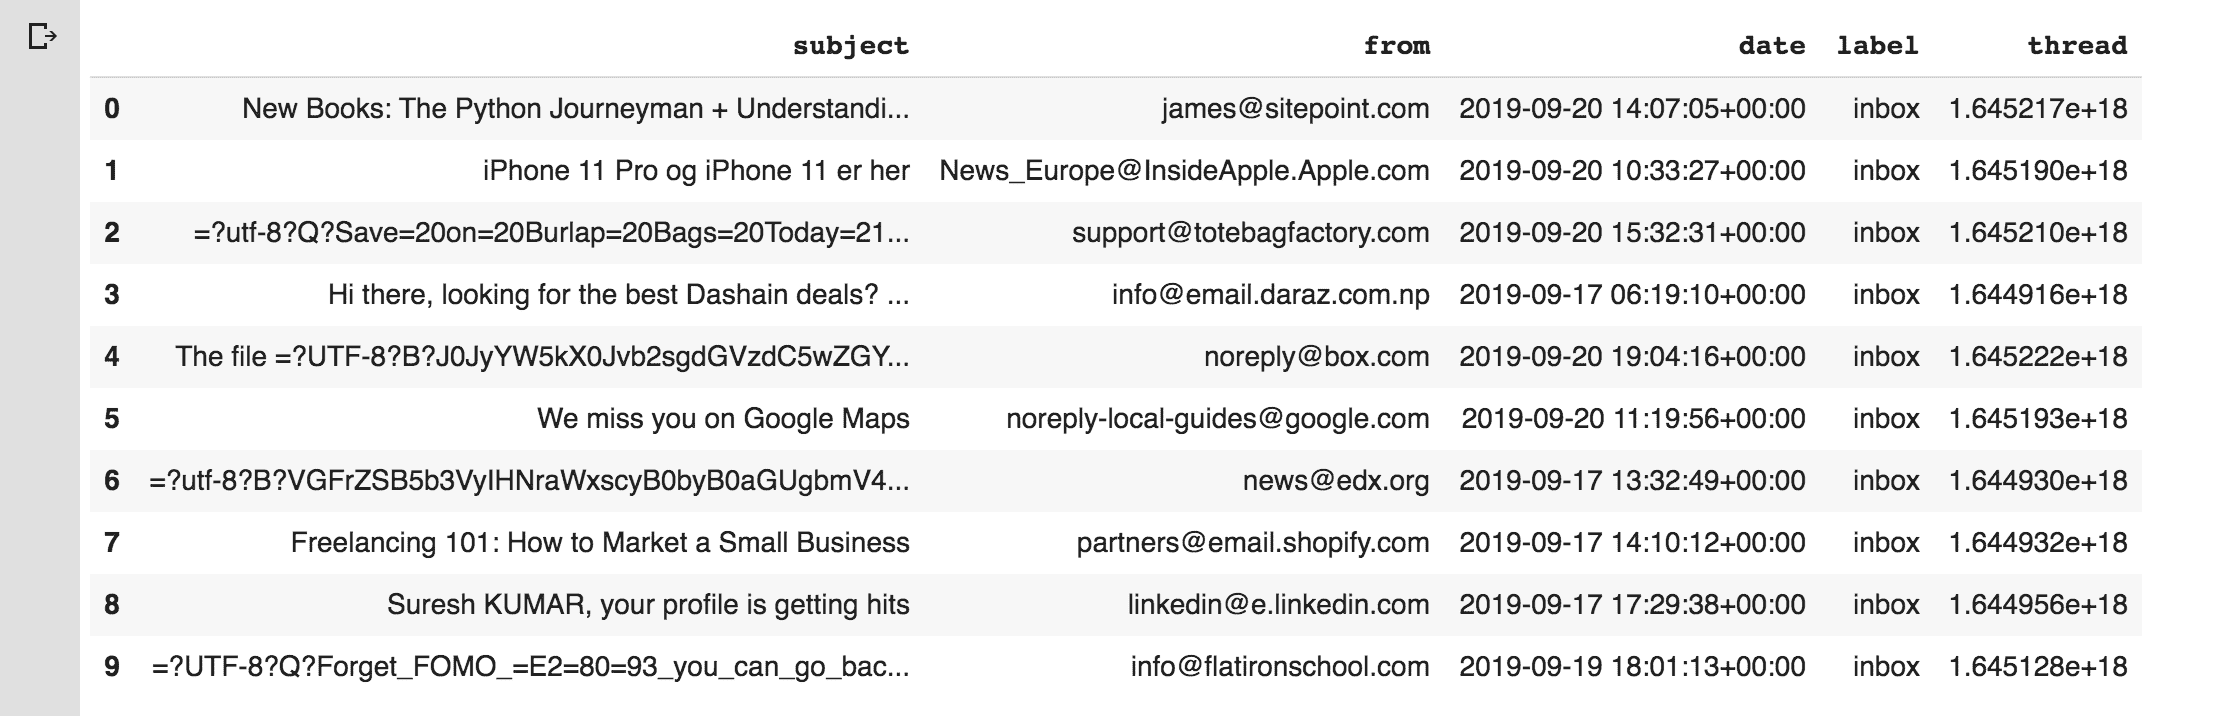 subject from date label thread
0 New Books: The Python Journeyman + Understandi... james@sitepoint.com 2019-09-20 14:07:05+00:00 inbox 1.645217e+18
1 iPhone 11 Pro og iPhone 11 er her News_Europe@InsideApple.Apple.com 2019-09-20 10:33:27+00:00 inbox 1.645190e+18
2 =?utf-8?Q?Save=20on=20Burlap=20Bags=20Today=21... support@totebagfactory.com 2019-09-20 15:32:31+00:00 inbox 1.645210e+18
3 Hi there, looking for the best Dashain deals? ... info@email.daraz.com.np 2019-09-17 06:19:10+00:00 inbox 1.644916e+18
4 The file =?UTF-8?B?J0JyYW5kX0Jvb2sgdGVzdC5wZGY... noreply@box.com 2019-09-20 19:04:16+00:00 inbox 1.645222e+18
5 We miss you on Google Maps noreply-local-guides@google.com 2019-09-20 11:19:56+00:00 inbox 1.645193e+18
6 =?utf-8?B?VGFrZSB5b3VyIHNraWxscyB0byB0aGUgbmV4... news@edx.org 2019-09-17 13:32:49+00:00 inbox 1.644930e+18
7 Freelancing 101: How to Market a Small Business partners@email.shopify.com 2019-09-17 14:10:12+00:00 inbox 1.644932e+18
8 Suresh KUMAR, your profile is getting hits linkedin@e.linkedin.com 2019-09-17 17:29:38+00:00 inbox 1.644956e+18
9 =?UTF-8?Q?Forget_FOMO_=E2=80=93_you_can_go_bac... info@flatironschool.com 2019-09-19 18:01:13+00:00 inbox 1.645128e+18